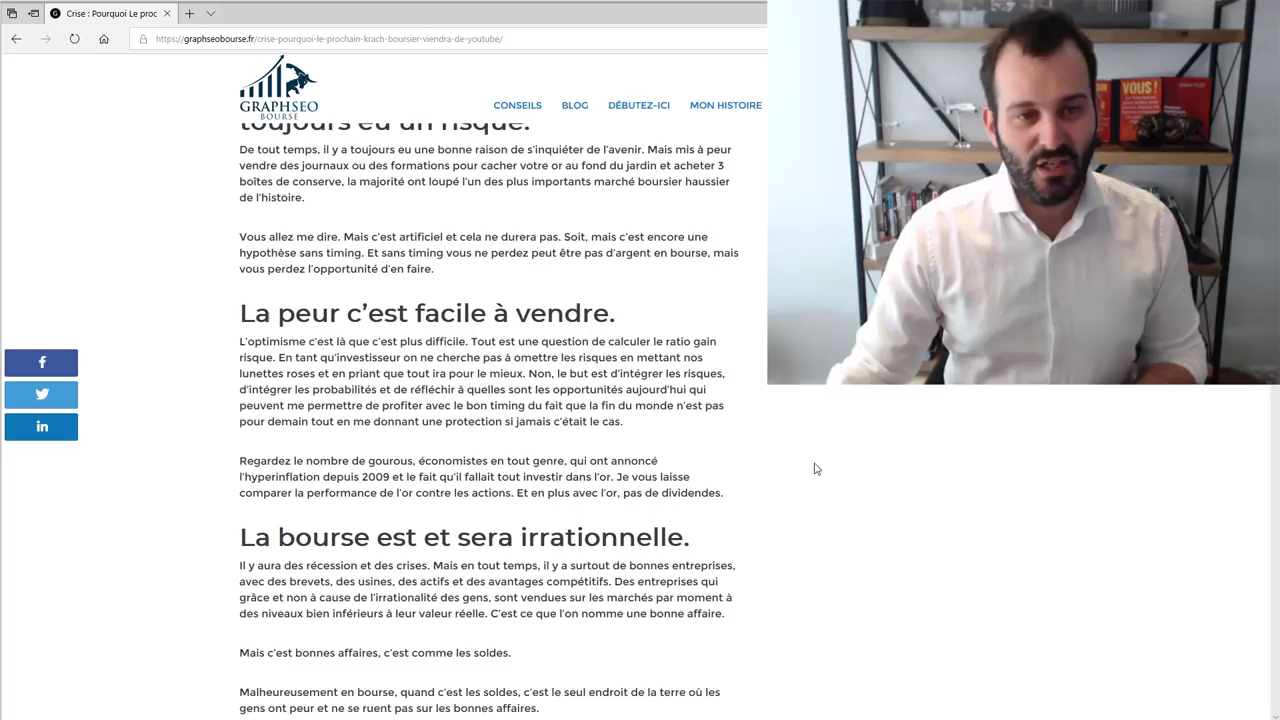 Crise : Pourquoi Le proc
https://graphseobourse.fr/crise-pourquoi-le-prochain-krach-boursier-viendra-de-youtube/
GRAPHSEO
BOURSE
CONSEILS BLOG DÉBUTEZ-ICI MON HISTOIRE
toujours eu un risque.
De tout temps, il y a toujours eu une bonne raison de s'inquiéter de l'avenir. Mais mis à peur
vendre des journaux ou des formations pour cacher votre or au fond du jardin et acheter 3
boîtes de conserve, la majorité ont loupé l'un des plus importants marché boursier haussier
de l'histoire.
Vous allez me dire. Mais c'est artificiel et cela ne durera pas. Soit, mais c'est encore une
hypothèse sans timing. Et sans timing vous ne perdez peut être pas d'argent en bourse, mais
vous perdez l'opportunité d'en faire.
La peur c'est facile à vendre.
L'optimisme c'est là que c'est plus difficile. Tout est une question de calculer le ratio gain
risque. En tant qu'investisseur on ne cherche pas à omettre les risques en mettant nos
lunettes roses et en priant que tout ira pour le mieux. Non, le but est d'intégrer les risques,
d'intégrer les probabilités et de réfléchir à quelles sont les opportunités aujourd'hui qui
peuvent me permettre de profiter avec le bon timing du fait que la fin du monde n'est pas
pour demain tout en me donnant une protection si jamais c'était le cas.
Regardez le nombre de gourous, économistes en tout genre, qui ont annoncé
l'hyperinflation depuis 2009 et le fait qu'il fallait tout investir dans l'or. Je vous laisse
comparer la performance de l'or contre les actions. Et en plus avec l'or, pas de dividendes.
La bourse est et sera irrationnelle.
Il y aura des récession et des crises. Mais en tout temps, il y a surtout de bonnes entreprises,
avec des brevets, des usines, des actifs et des avantages compétitifs. Des entreprises qui
grâce et non à cause de l'irrationalité des gens, sont vendues sur les marchés par moment à
des niveaux bien inférieurs à leur valeur réelle. C'est ce que l'on nomme une bonne affaire.
Mais c'est bonnes affaires, c'est comme les soldes.
Malheureusement en bourse, quand c'est les soldes, c'est le seul endroit de la terre où les
gens ont peur et ne se ruent pas sur les bonnes affaires.
VOUS!